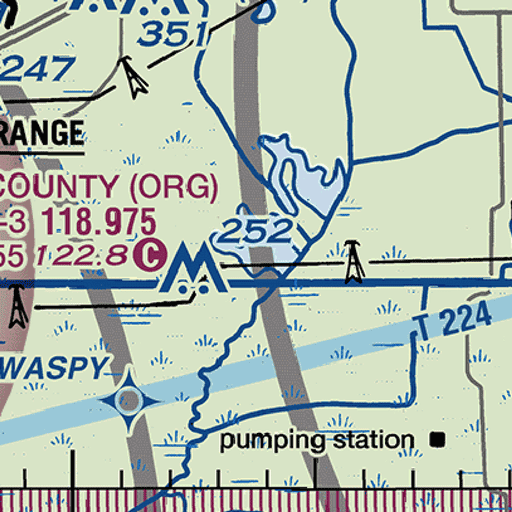 351
247
RANGE
COUNTY (ORG)
-3 118.975
55 122.8 C
252
T 224
WASPY
pumping station